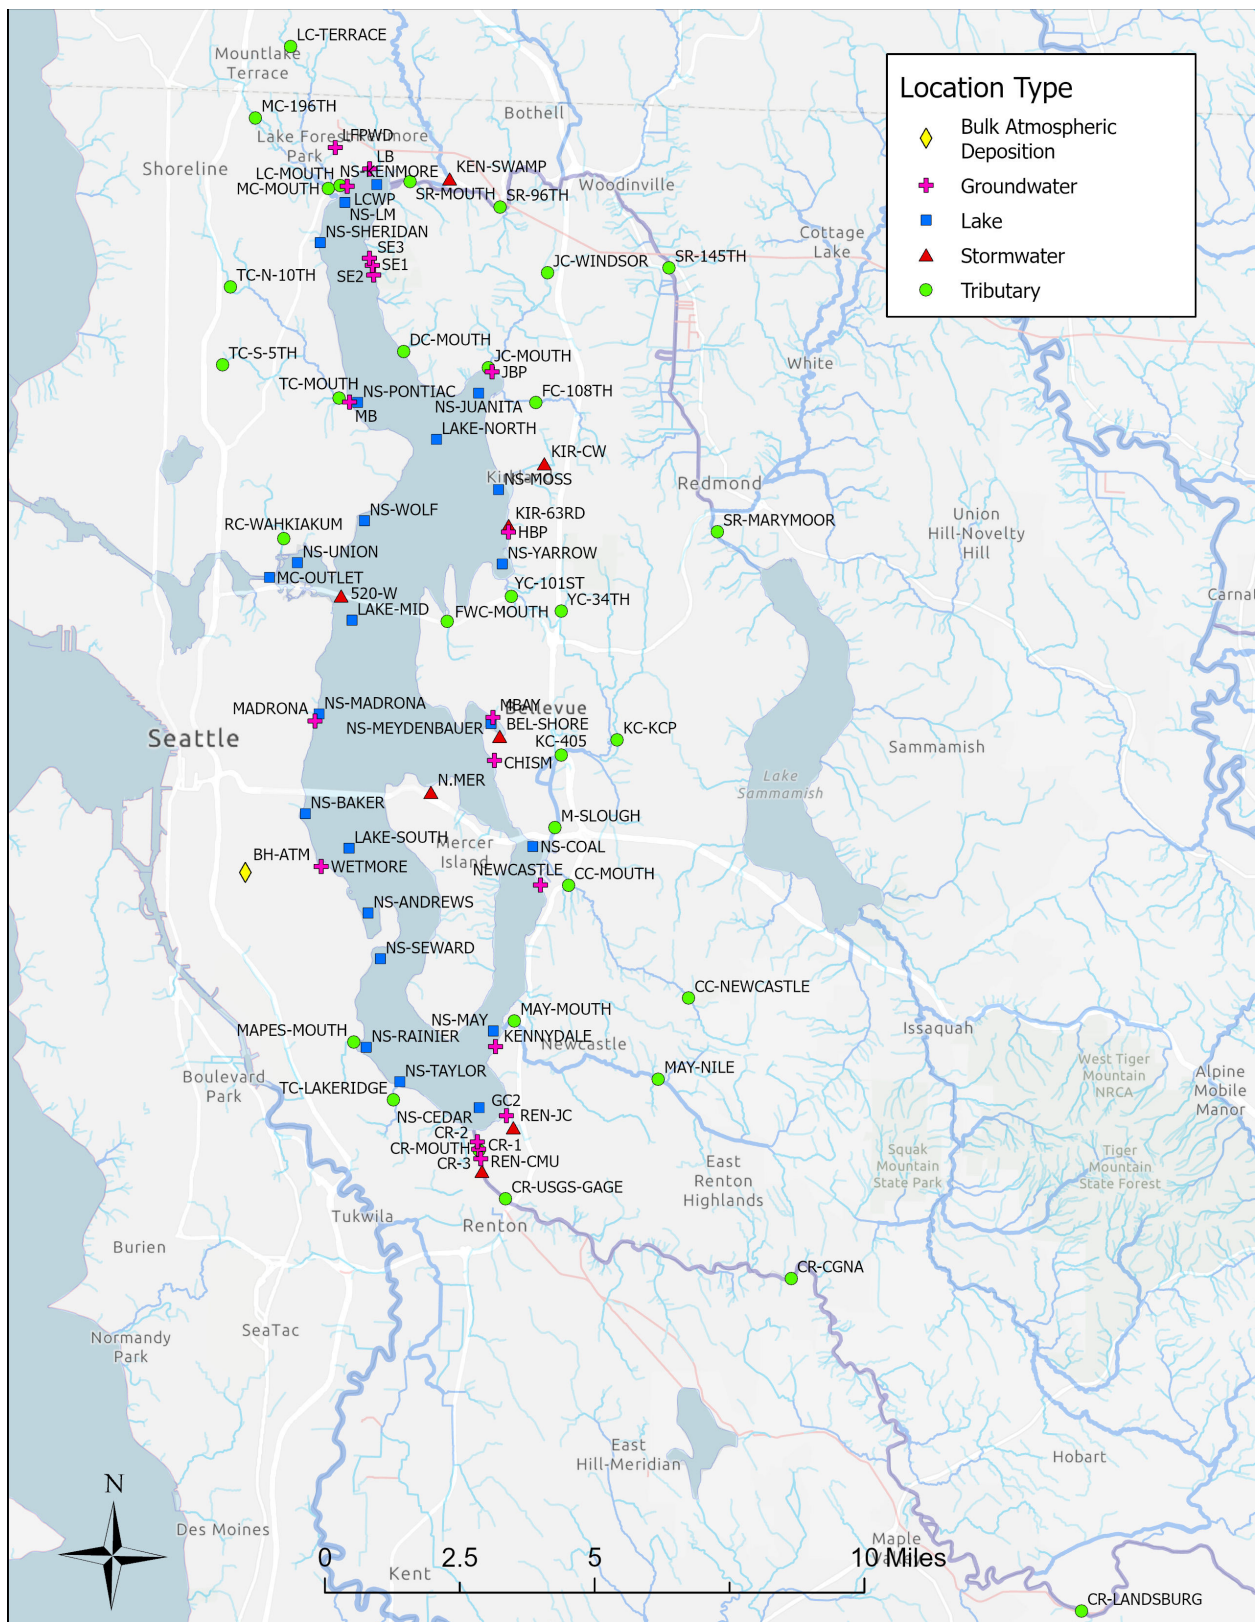 LC-TERRACE
Mountlake
Terrace
Location Type
Bulk Atmospheric
Deposition
Groundwater
Lake
Stormwater
Tributary
MC-196TH
Bothell
LFPWD
Lake Forest
Park
Kenmore
Shoreline
LB
LC-MOUTH
NS-KENMORE
KEN-SWAMP
MC-MOUTH
LCWP
SR-MOUTH
SR-96TH
Woodinville
NS-LM
NS-SHERIDAN
Cottage
Lake
SE3
SE1
SE2
TC-N-10TH
JC-WINDSOR
SR-145TH
DC-MOUTH
JC-MOUTH
JBP
TC-S-5TH
White
TC-MOUTH
NS-PONTIAC
MB
NS-JUANITA
FC-108TH
LAKE-NORTH
KIR-CW
NS-MOSS
Redmond
NS-WOLF
KIR-63RD
HBP
RC-WAHKIAKUM
SR-MARYMOOR
Union
Hill-Novelty
Hill
NS-UNION
NS-YARROW
MC-OUTLET
520-W
YC-101ST
YC-34TH
Carnat
LAKE-MID
FWC-MOUTH
MADRONA
NS-MADRONA
MBAY
Bellevue
NS-MEYDENBAUER
BEL-SHORE
KC-KCP
KC-405
Seattle
Sammamish
CHISM
Lake
Sammamish
N.MER
NS-BAKER
M-SLOUGH
LAKE-SOUTH
Mercer
Island
NS-COAL
BH-ATM
WETMORE
NEWCASTLE
CC-MOUTH
NS-ANDREWS
NS-SEWARD
CC-NEWCASTLE
MAPES-MOUTH
NS-RAINIER
NS-MAY
MAY-MOUTH
KENNYDALE
Newcastle
Issaquah
Boulevard
Park
NS-TAYLOR
MAY-NILE
West Tiger
Mountain
NRCA
Alpine
Mobile
Manor
TC-LAKERIDGE
NS-CEDAR
GC2
REN-JC
CR-2
CR-MOUTH
CR-1
CR-3
REN-CMU
CR-USGS-GAGE
East
Renton
Highlands
Squak
Mountain
State Park
Tiger
Mountain
State Forest
Tukwila
Renton
Burien
CR-CGNA
SeaTac
Normandy
Park
East
Hill-Meridian
Hobart
N
Des Moines
Maple
Kent
0 2.5 5 10 Miles
CR-LANDSBURG